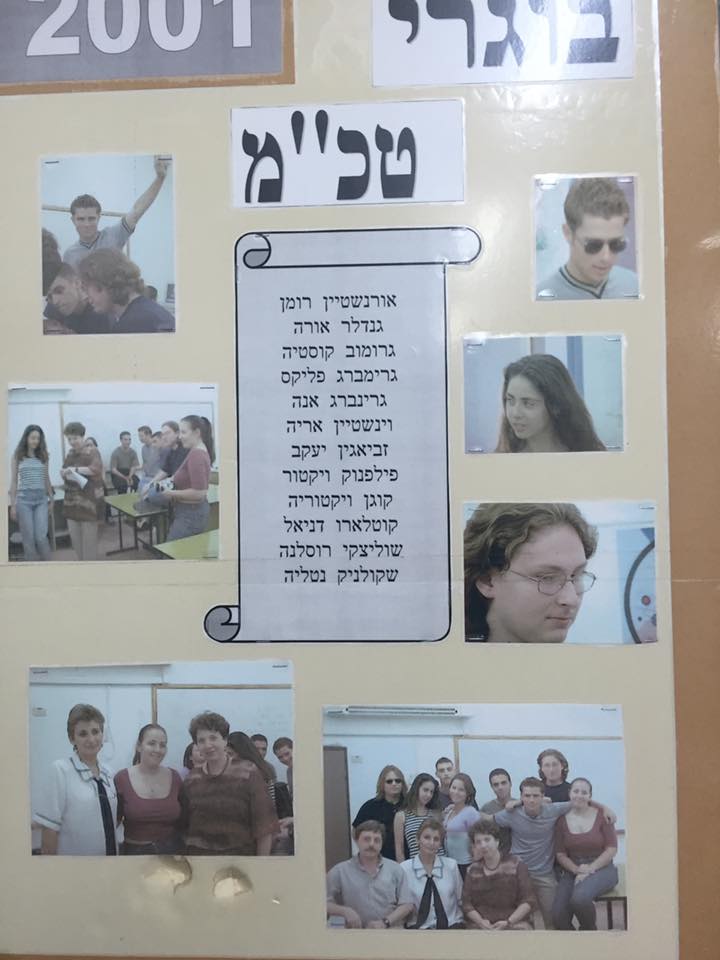 בוגרי
2001
טכ"מ
אורנשטיין רומן
גנדלר אורה
גרומוב קוסטיה
גרימברג פליקס
גרינברג אנה
וינשטיין אריה
זביאגין יעקב
פילפנוק ויקטור
קוגן ויקטוריה
קוטלארו דניאל
שוליצקי רוסלנה
שקולניק נטליה